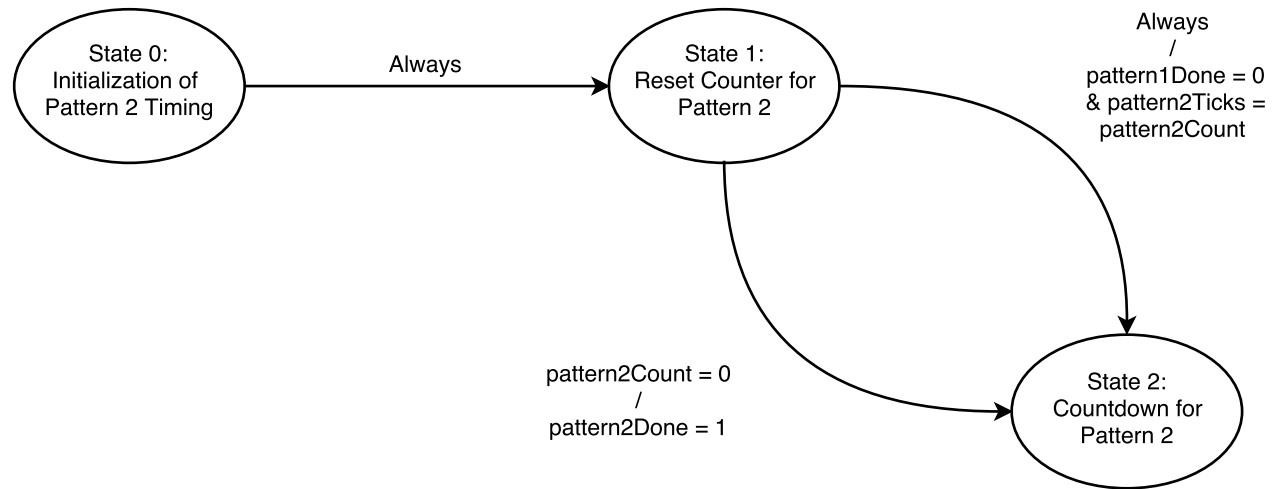 State 0:
Initialization of
Pattern 2 Timing
Always
State 1:
Reset Counter for
Pattern 2
Always
/
pattern1Done = 0
& pattern2Ticks =
pattern2Count
pattern2Count = 0
/
pattern2Done = 1
State 2:
Countdown for
Pattern 2